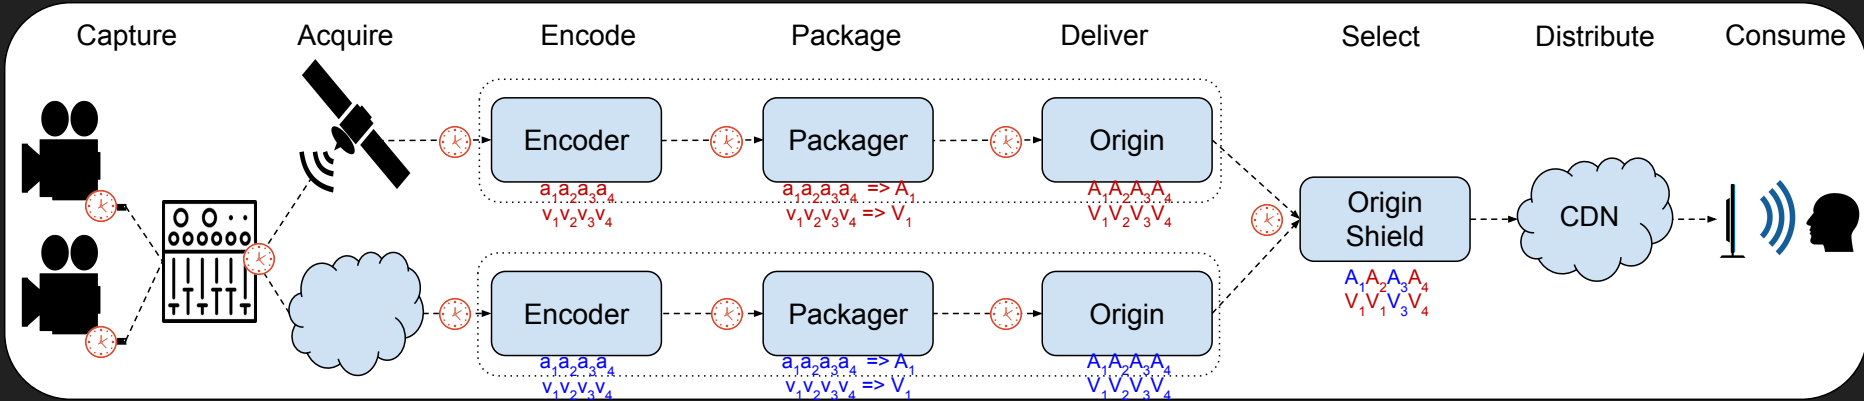 Capture Acquire Encode Package Deliver Select Distribute Consume
Encoder Packager Origin
a₁a₂a₃a₄ a₁a₂a₃a₄ => A₁ A₁A₂A₃A₄
v₁v₂v₃v₄ v₁v₂v₃v₄ => V₁ V₁V₂V₃V₄
Origin
Shield
CDN
A₁A₂A₃A₄
V₁V₁V₃V₄
Encoder Packager Origin
a₁a₂a₃a₄ a₁a₂a₃a₄ => A₁ A₁A₂A₃A₄
v₁v₂v₃v₄ v₁v₂v₃v₄ => V₁ V₁V₂V₃V₄